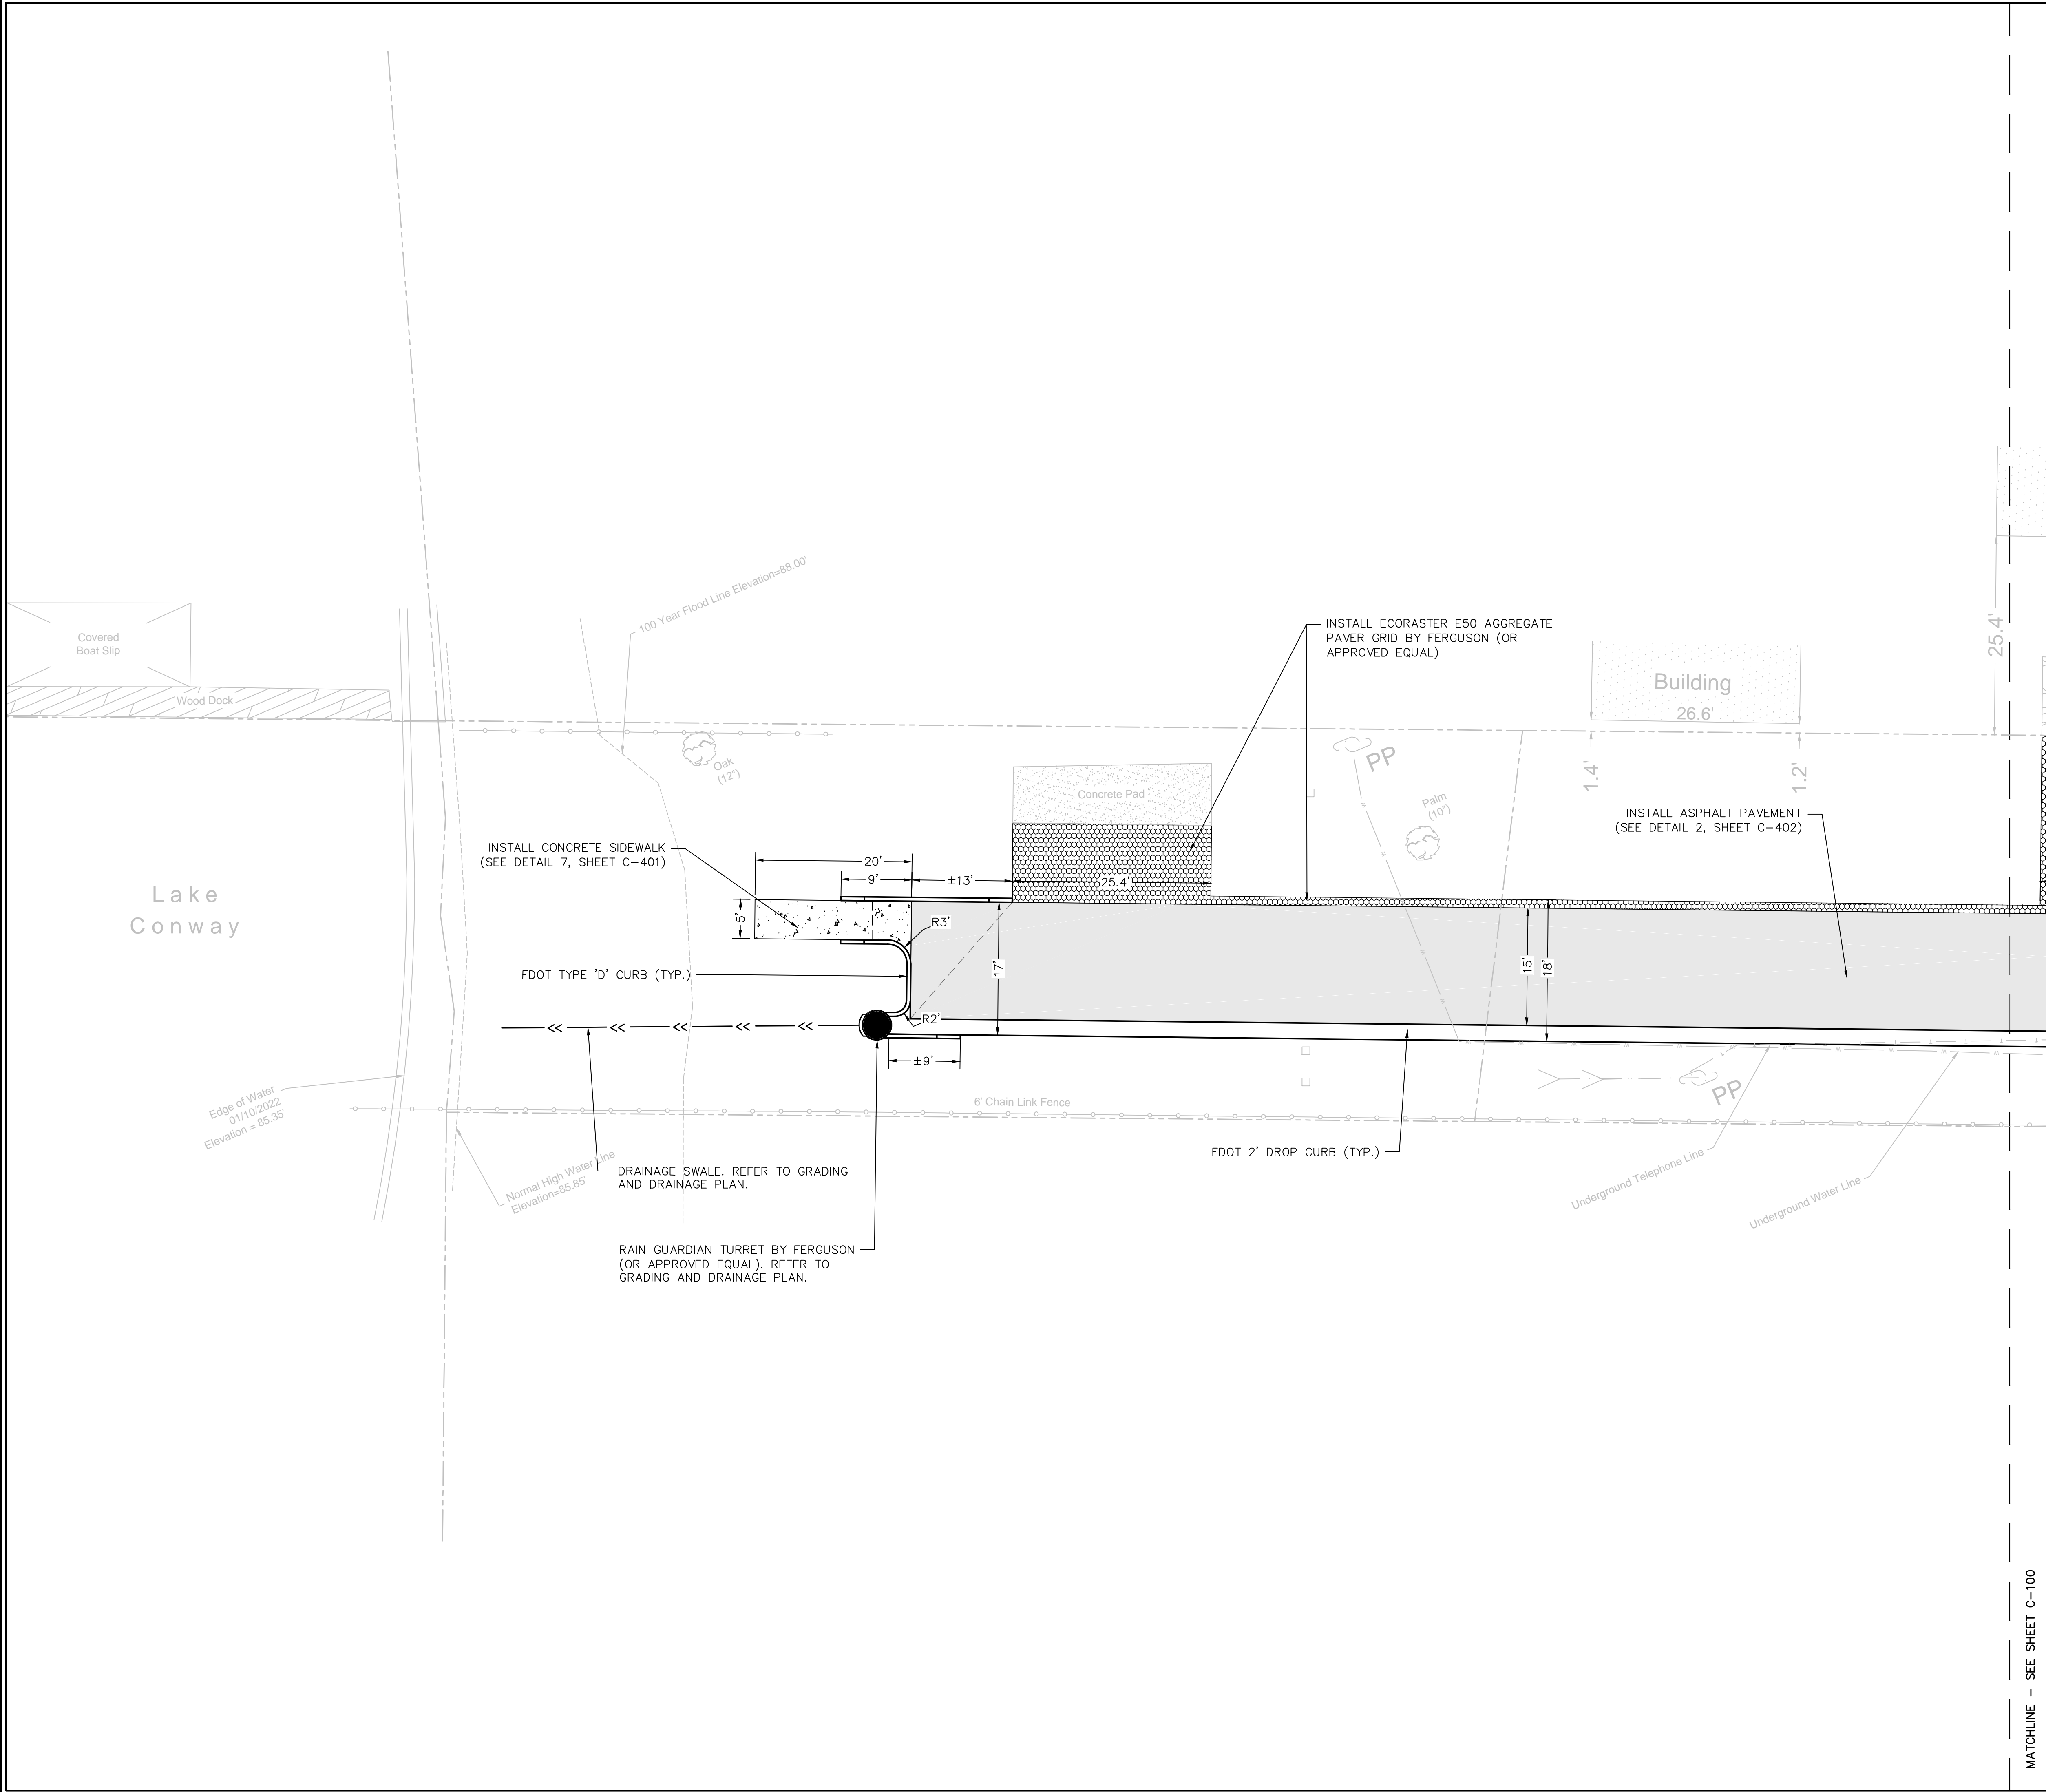 100 Year Flood Line Elevation=88.00'
Covered
Boat Slip
Wood Dock
INSTALL ECORASTER E50 AGGREGATE
PAVER GRID BY FERGUSON (OR
APPROVED EQUAL)
25.4'
Building
26.6'
Oak
(12")
PP
1.4'
1.2'
Concrete Pad
Palm
(10")
INSTALL ASPHALT PAVEMENT
(SEE DETAIL 2, SHEET C-402)
INSTALL CONCRETE SIDEWALK
(SEE DETAIL 7, SHEET C-401)
20'
9'
±13'
25.4'
Lake
Conway
5'
R3'
17'
15'
18'
FDOT TYPE 'D' CURB (TYP.)
<< << << << <<
R2'
±9'
Edge of Water
01/10/2022
Elevation = 85.35'
6' Chain Link Fence
PP
FDOT 2' DROP CURB (TYP.)
Normal High Water Line
Elevation=85.85'
DRAINAGE SWALE. REFER TO GRADING
AND DRAINAGE PLAN.
Underground Telephone Line
Underground Water Line
RAIN GUARDIAN TURRET BY FERGUSON
(OR APPROVED EQUAL). REFER TO
GRADING AND DRAINAGE PLAN.
MATCHLINE - SEE SHEET C-100